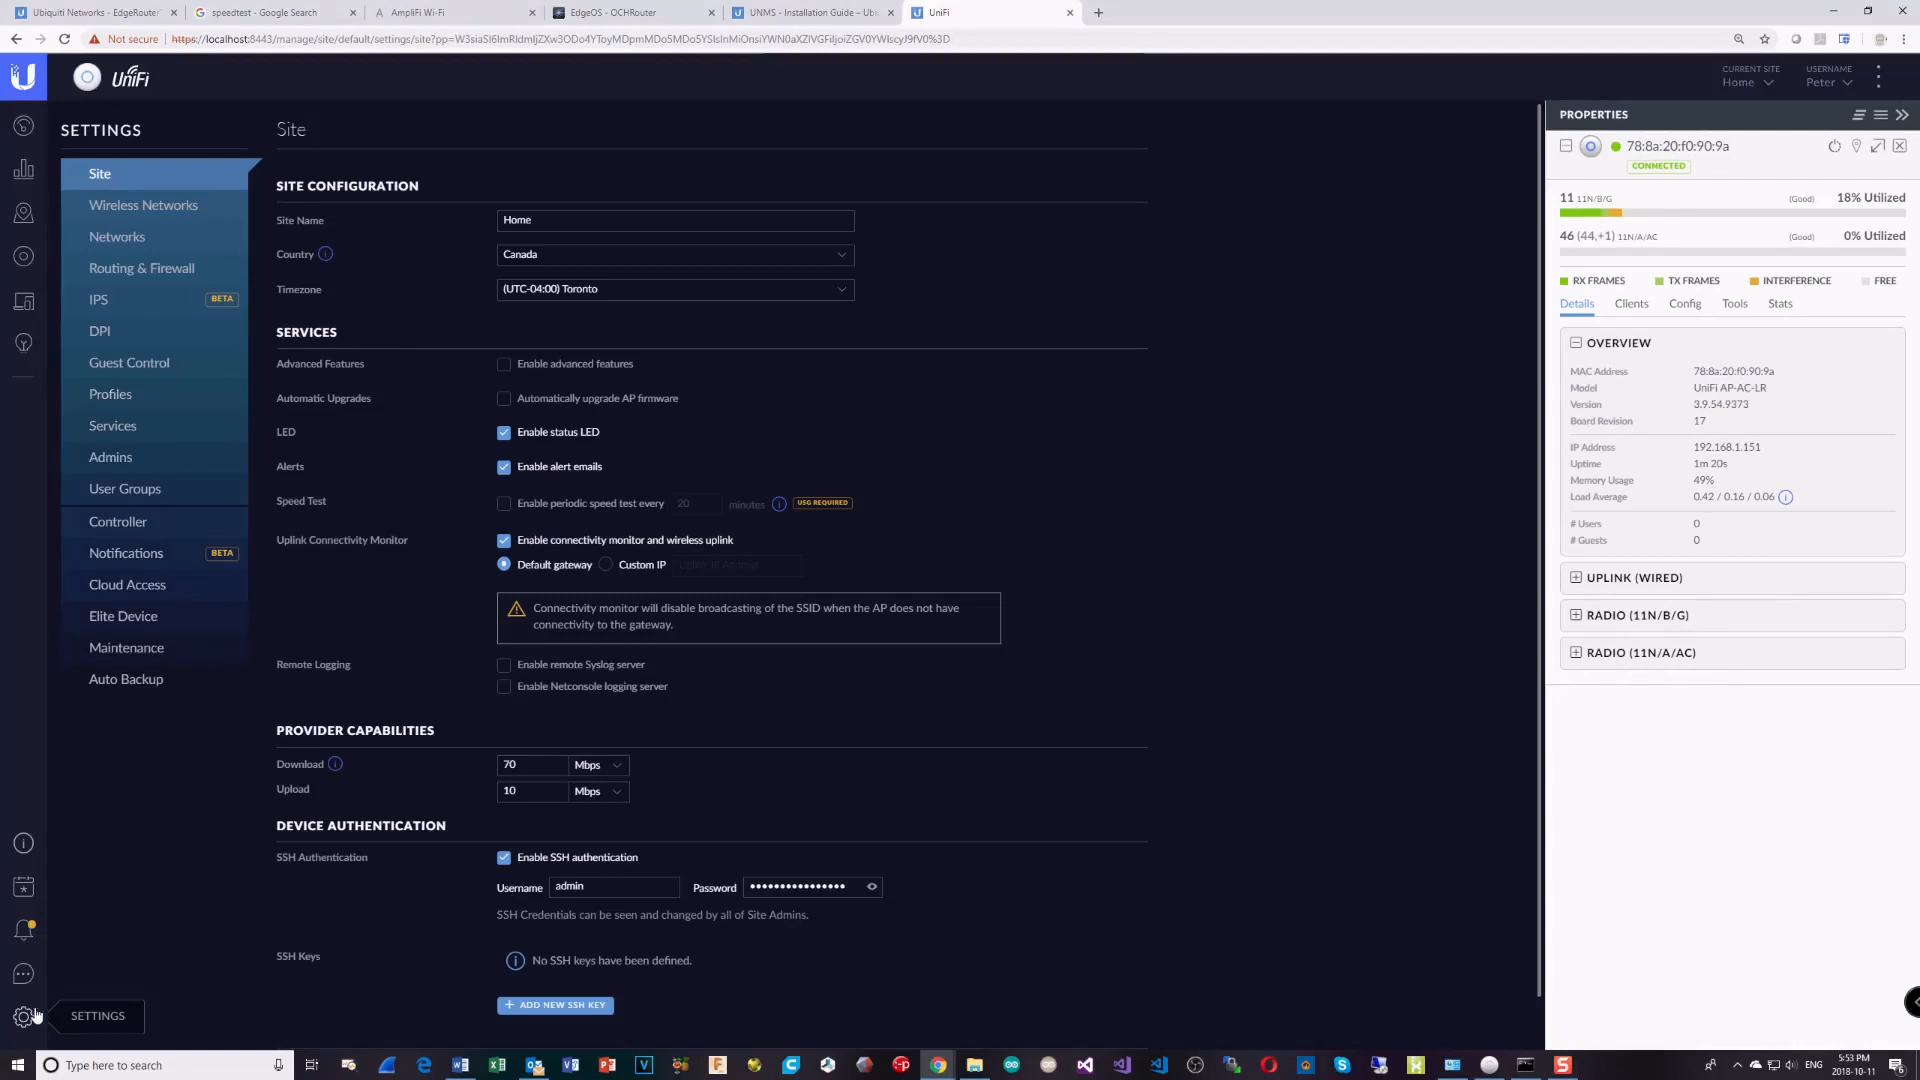 Ubiquiti Networks - EdgeRouter
speedtest - Google Search
AmpliFi Wi-Fi
EdgeOS - OCHRouter
UNMS - Installation Guide – Ubi
UniFi
Not secure
UniFi
CURRENT SITE
Home
USERNAME
Peter
SETTINGS
Site
Wireless Networks
Networks
Routing & Firewall
IPS BETA
DPI
Guest Control
Profiles
Services
Admins
User Groups
Controller
Notifications BETA
Cloud Access
Elite Device
Maintenance
Auto Backup
SETTINGS
Site
SITE CONFIGURATION
Site Name Home
Country Canada
Timezone (UTC-04:00) Toronto
SERVICES
Advanced Features Enable advanced features
Automatic Upgrades Automatically upgrade AP firmware
LED Enable status LED
Alerts Enable alert emails
Speed Test Enable periodic speed test every 20 minutes USG REQUIRED
Uplink Connectivity Monitor Enable connectivity monitor and wireless uplink
Default gateway Custom IP Uplink IP Address
Connectivity monitor will disable broadcasting of the SSID when the AP does not have
connectivity to the gateway.
Remote Logging Enable remote Syslog server
Enable Netconsole logging server
PROVIDER CAPABILITIES
Download 70 Mbps
Upload 10 Mbps
DEVICE AUTHENTICATION
SSH Authentication Enable SSH authentication
Username admin Password ••••••••••••••••
SSH Credentials can be seen and changed by all of Site Admins.
SSH Keys No SSH keys have been defined.
+ ADD NEW SSH KEY
PROPERTIES
78:8a:20:f0:90:9a
CONNECTED
11 11N/B/G (Good) 18% Utilized
46 (44,+1) 11N/A/AC (Good) 0% Utilized
RX FRAMES TX FRAMES INTERFERENCE FREE
Details Clients Config Tools Stats
OVERVIEW
MAC Address 78:8a:20:f0:90:9a
Model UniFi AP-AC-LR
Version 3.9.54.9373
Board Revision 17
IP Address 192.168.1.151
Uptime 1m 20s
Memory Usage 49%
Load Average 0.42 / 0.16 / 0.06
# Users 0
# Guests 0
UPLINK (WIRED)
RADIO (11N/B/G)
RADIO (11N/A/AC)
Type here to search
ENG
5:53 PM
2018-10-11